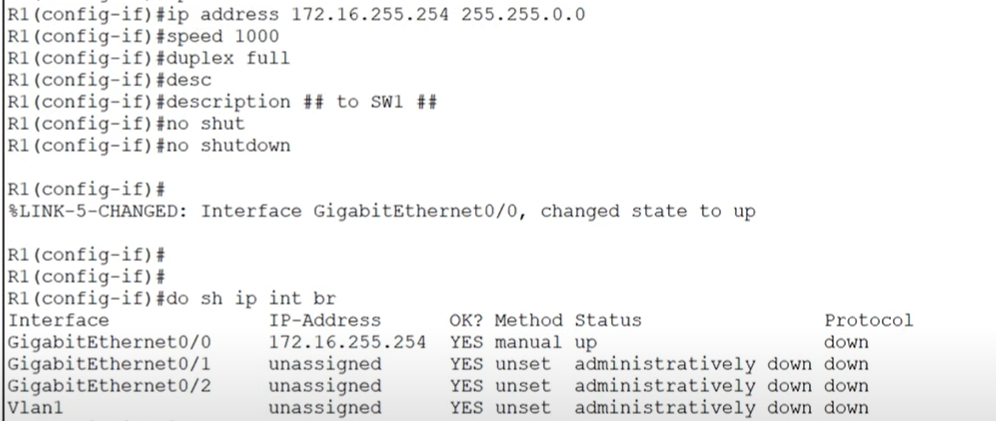 R1(config-if)#ip address 172.16.255.254 255.255.0.0
R1(config-if)#speed 1000
R1(config-if)#duplex full
R1(config-if)#desc
R1(config-if)#description ## to SW1 ##
R1(config-if)#no shut
R1(config-if)#no shutdown
R1(config-if)#
%LINK-5-CHANGED: Interface GigabitEthernet0/0, changed state to up
R1(config-if)#
R1(config-if)#
R1(config-if)#do sh ip int br
Interface IP-Address OK? Method Status Protocol
GigabitEthernet0/0 172.16.255.254 YES manual up down
GigabitEthernet0/1 unassigned YES unset administratively down down
GigabitEthernet0/2 unassigned YES unset administratively down down
Vlan1 unassigned YES unset administratively down down